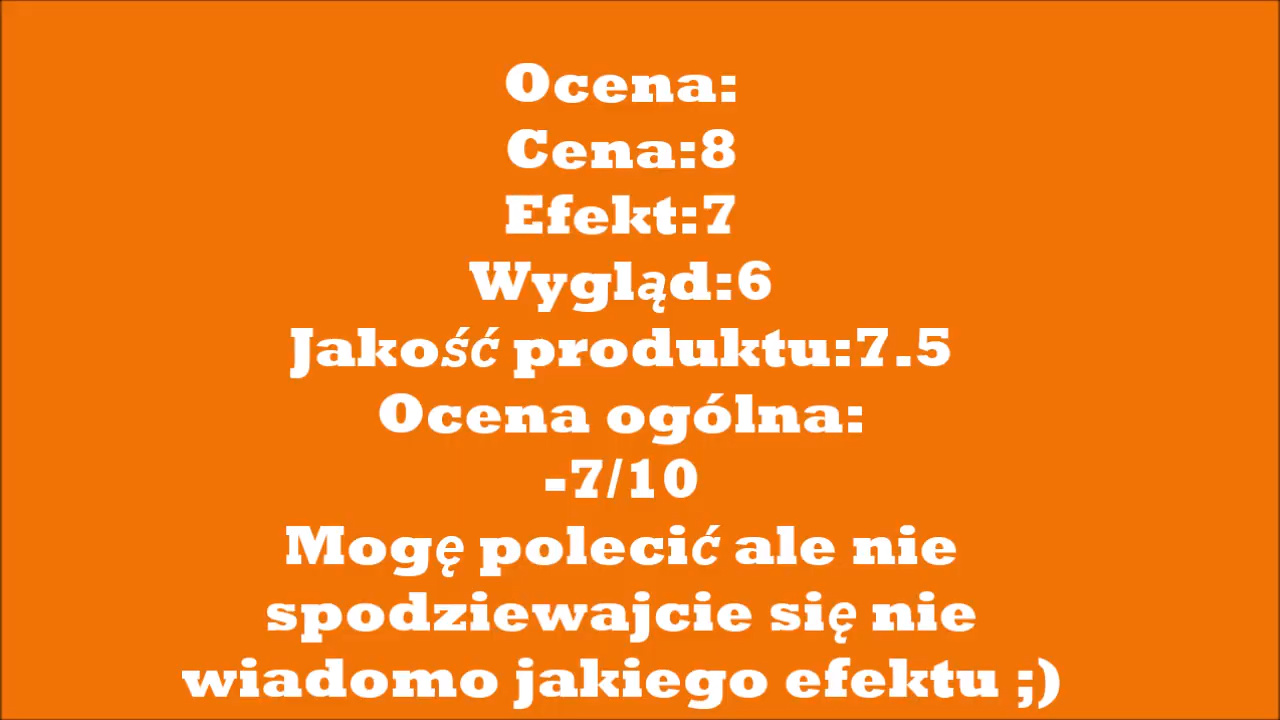 Ocena:
Cena:8
Efekt:7
Wygląd:6
Jakość produktu:7.5
Ocena ogólna:
-7/10
Mogę polecić ale nie
spodziewajcie się nie
wiadomo jakiego efektu ;)